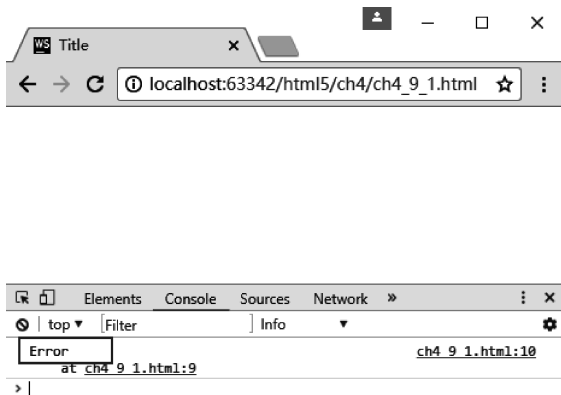 WS Title
localhost:63342/html5/ch4/ch4_9_1.html
Elements Console Sources Network »
top ▼ Filter Info ▼
Error ch4_9_1.html:10
at ch4_9_1.html:9
>